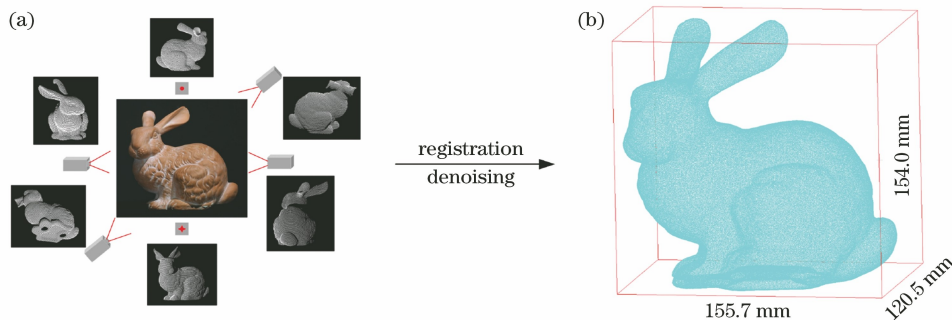 (a)
registration
denoising
(b)
154.0 mm
155.7 mm
120.5 mm